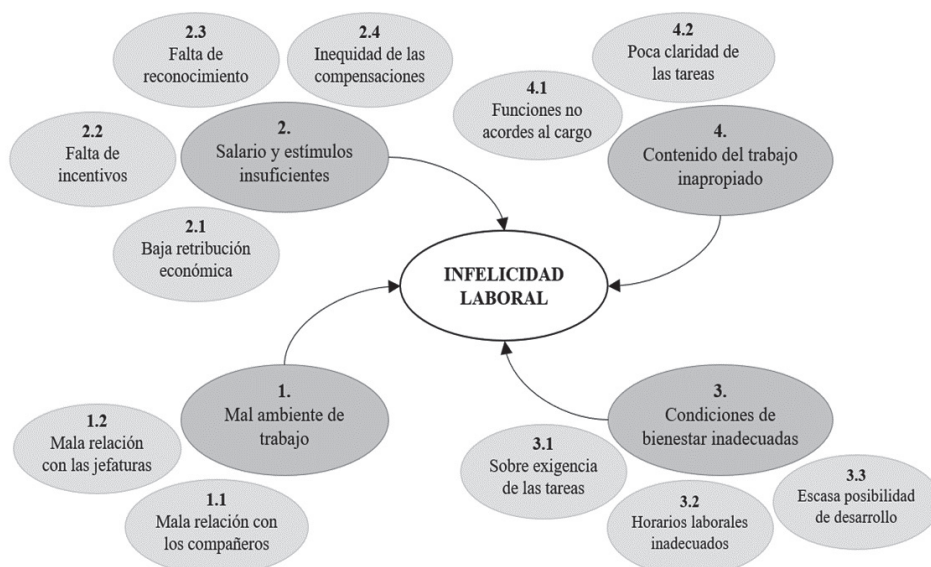 2.3
Falta de
reconocimiento
2.4
Inequidad de las
compensaciones
4.2
Poca claridad de
las tareas
4.1
Funciones no
acordes al cargo
2.2
Falta de
incentivos
2.
Salario y estímulos
insuficientes
4.
Contenido del trabajo
inapropiado
2.1
Baja retribución
económica
INFELICIDAD
LABORAL
1.
Mal ambiente de
trabajo
3.
Condiciones de
bienestar inadecuadas
1.2
Mala relación
con las jefaturas
1.1
Mala relación con
los compañeros
3.1
Sobre exigencia
de las tareas
3.2
Horarios laborales
inadecuados
3.3
Escasa posibilidad
de desarrollo